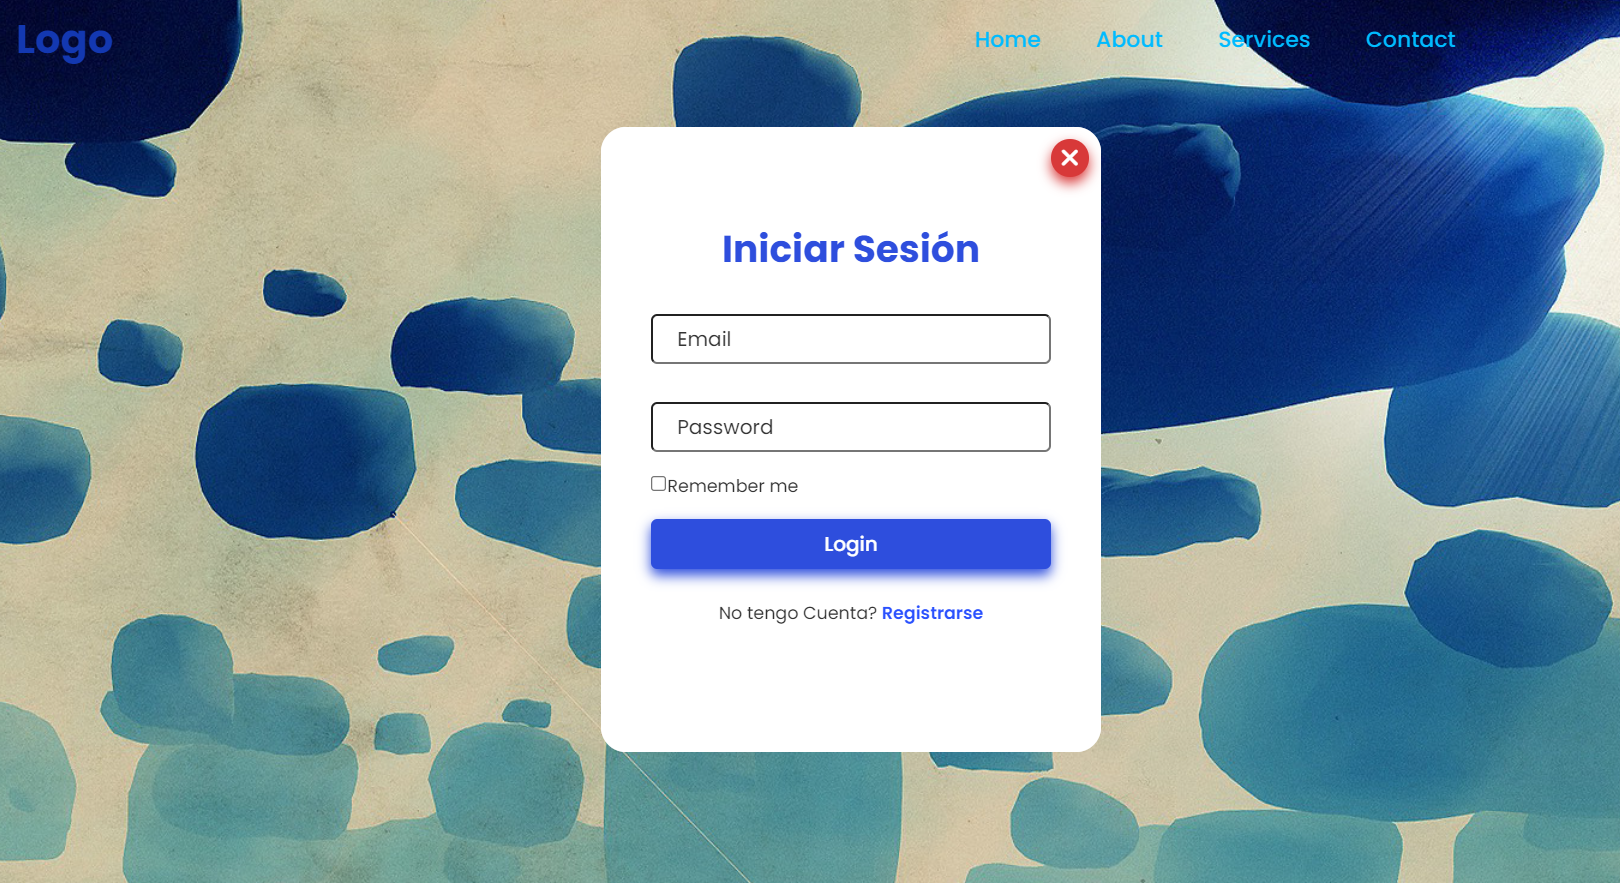 Logo
Home About Services Contact
Iniciar Sesión
Email
Password
Remember me
Login
No tengo Cuenta? Registrarse